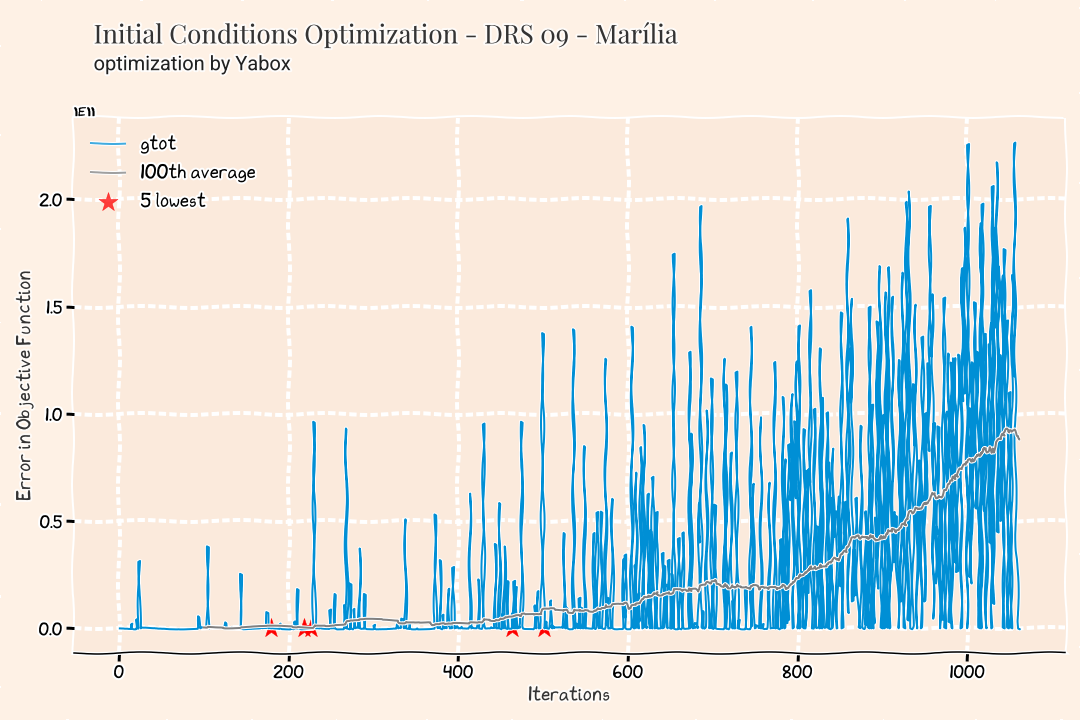 Initial Conditions Optimization - DRS 09 - Marília
optimization by Yabox
1E11
gtot
100th average
5 lowest
2.0
1.5
1.0
0.5
0.0
Error in Objective Function
0 200 400 600 800 1000
Iterations